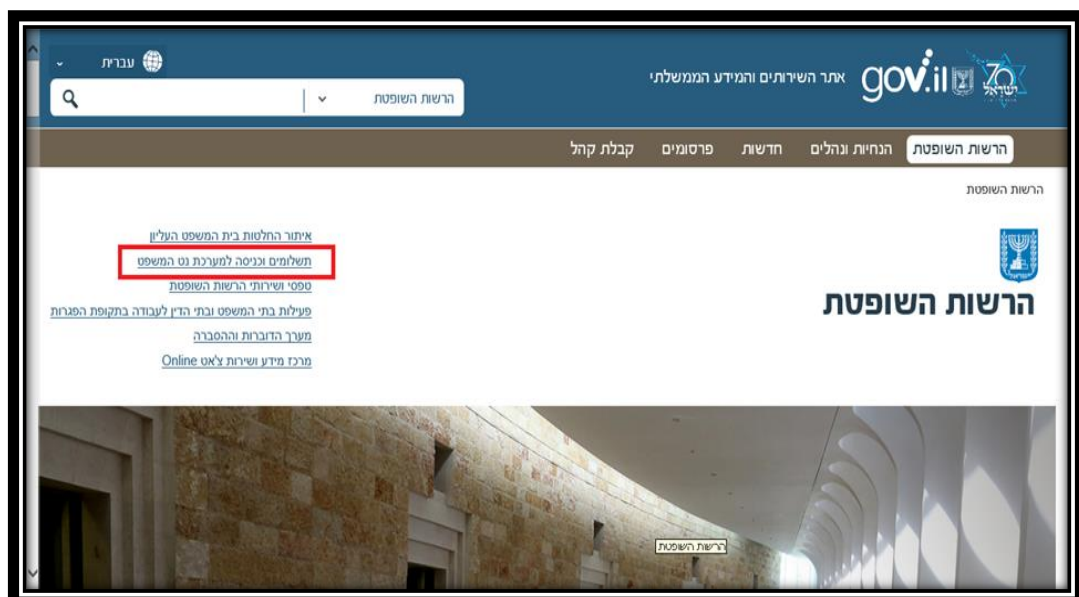 ישראל 70
gov.il
אתר השירותים והמידע הממשלתי
עברית
הרשות השופטת
הרשות השופטת
הנחיות ונהלים
חדשות
פרסומים
קבלת קהל
הרשות השופטת
הרשות השופטת
איתור החלטות בית המשפט העליון
תשלומים וכניסה למערכת נט המשפט
טפסי ושירותי הרשות השופטת
פעילות בתי המשפט ובתי הדין לעבודה בתקופת הפגרות
מערך הדוברות וההסברה
מרכז מידע ושירות צ'אט Online
הרשות השופטת